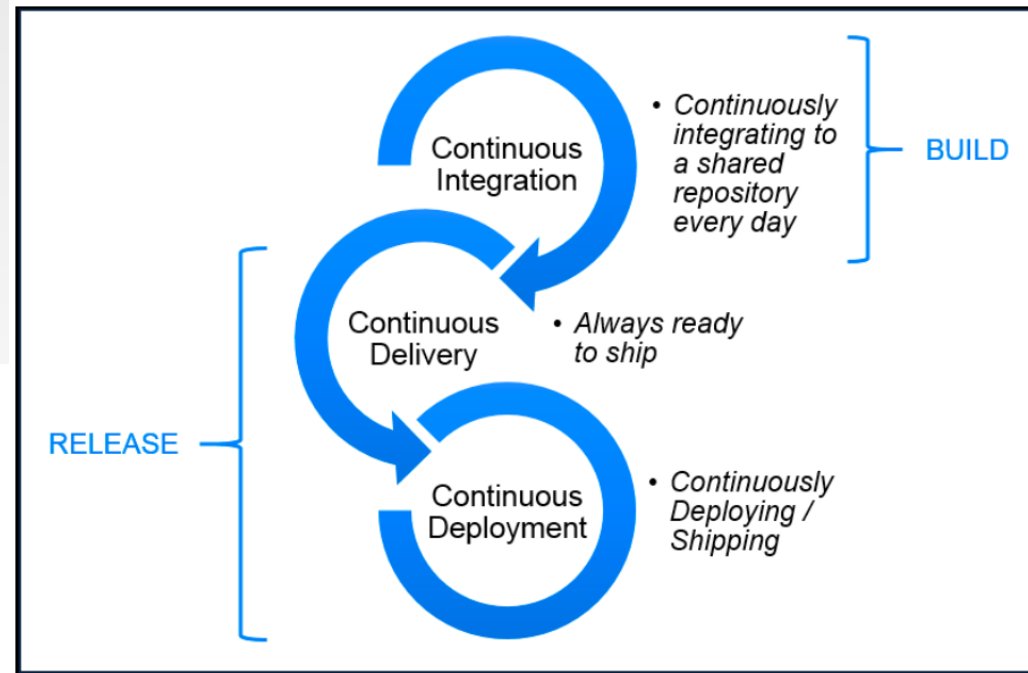 Continuous
Integration
• Continuously
integrating to
a shared
repository
every day
BUILD
Continuous
Delivery
• Always ready
to ship
RELEASE
Continuous
Deployment
• Continuously
Deploying /
Shipping